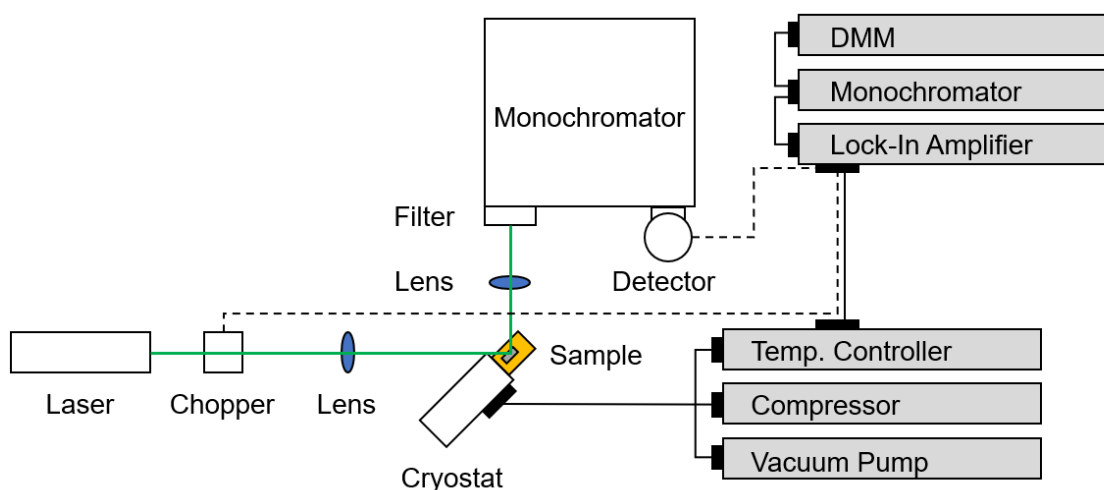 DMM
Monochromator
Monochromator
Lock-In Amplifier
Filter
Lens
Detector
Sample
Temp. Controller
Laser
Chopper
Lens
Compressor
Cryostat
Vacuum Pump